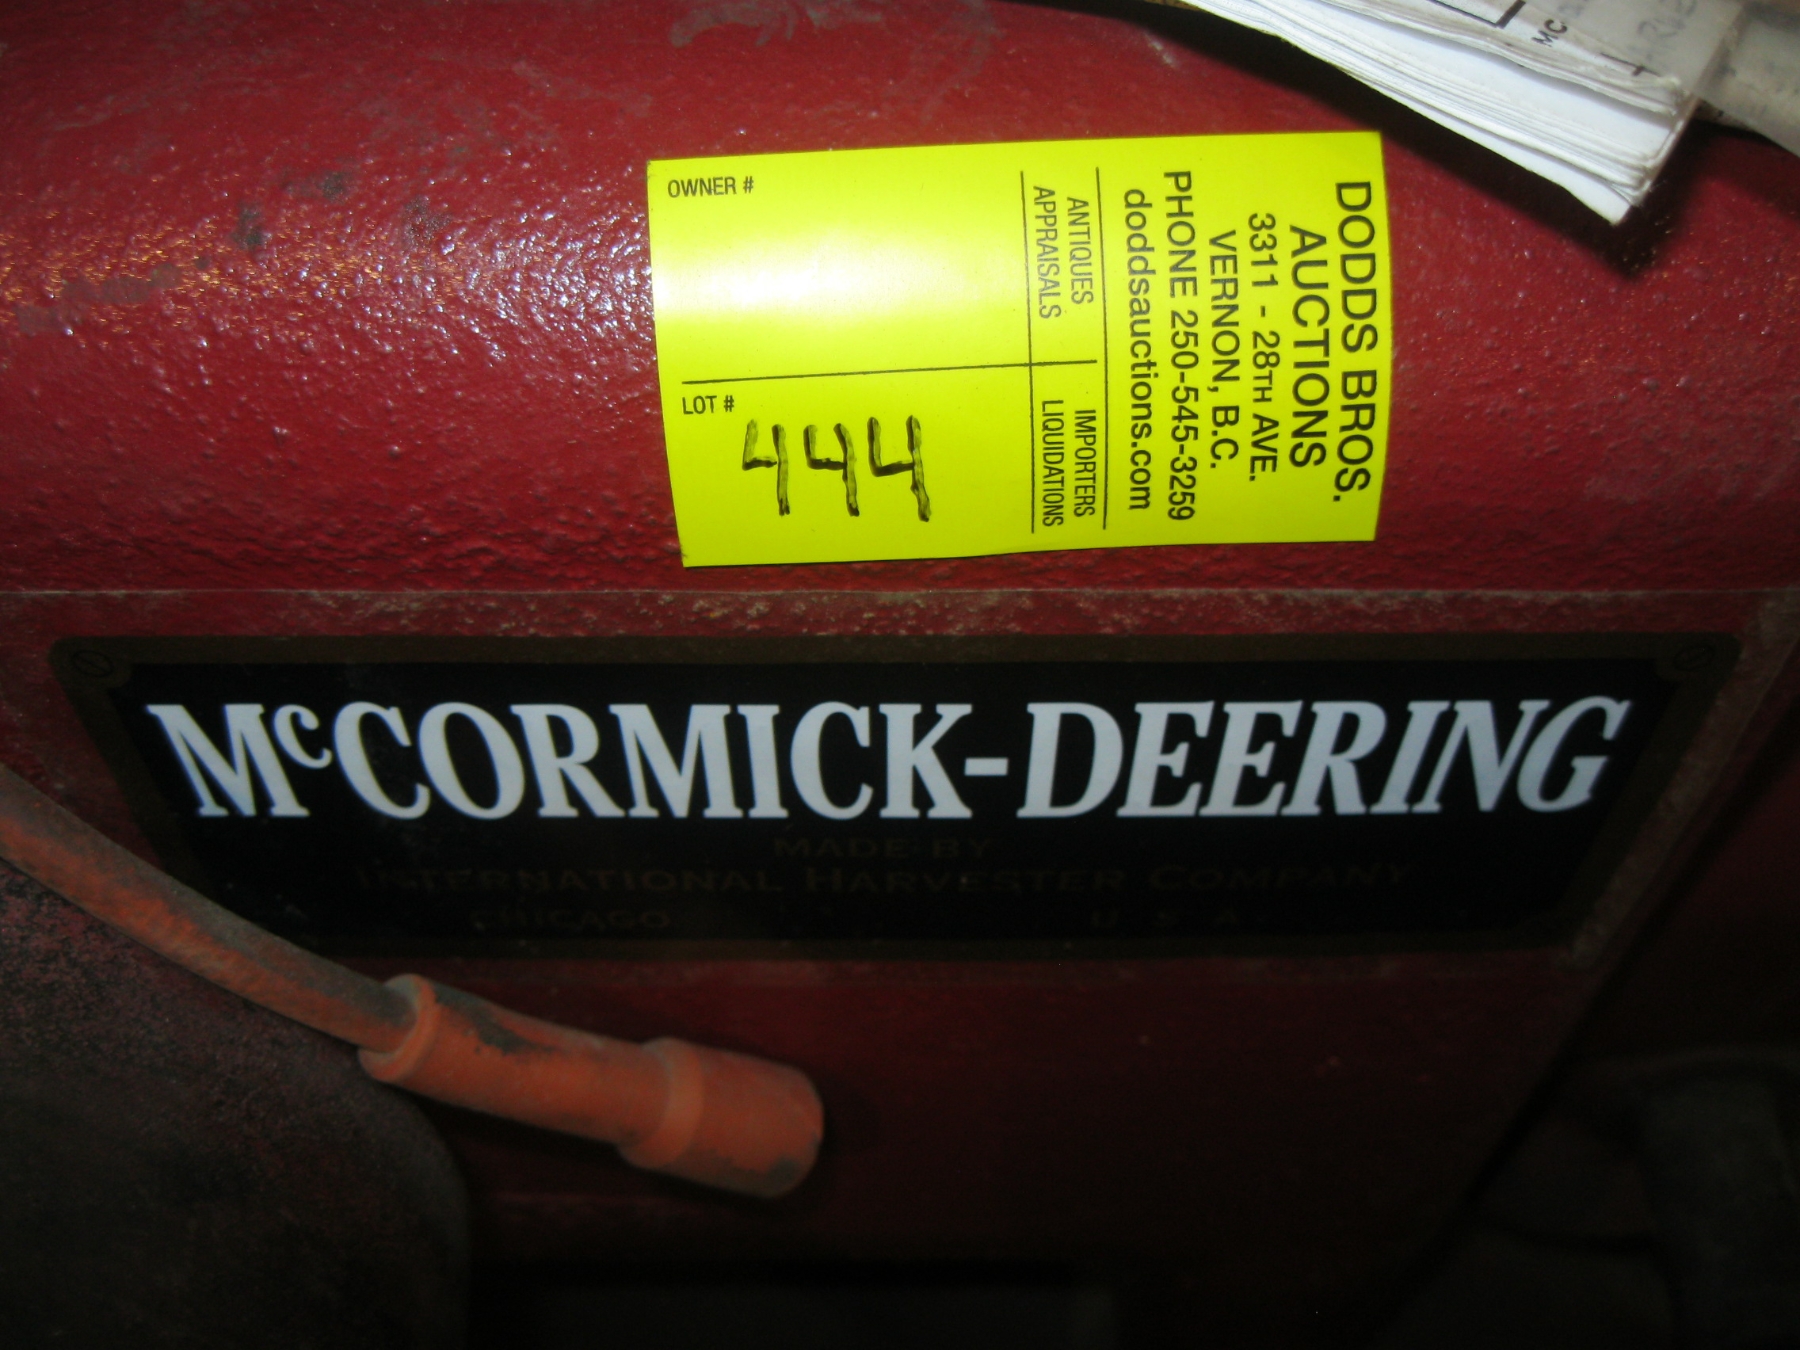 DODDS BROS.
AUCTIONS
3311 - 28TH AVE.
VERNON, B.C.
PHONE 250-545-3259
doddsauctions.com
ANTIQUES
APPRAISALS
IMPORTERS
LIQUIDATIONS
OWNER #
LOT #
444
McCORMICK-DEERING
MADE BY
INTERNATIONAL HARVESTER COMPANY
CHICAGO U S A